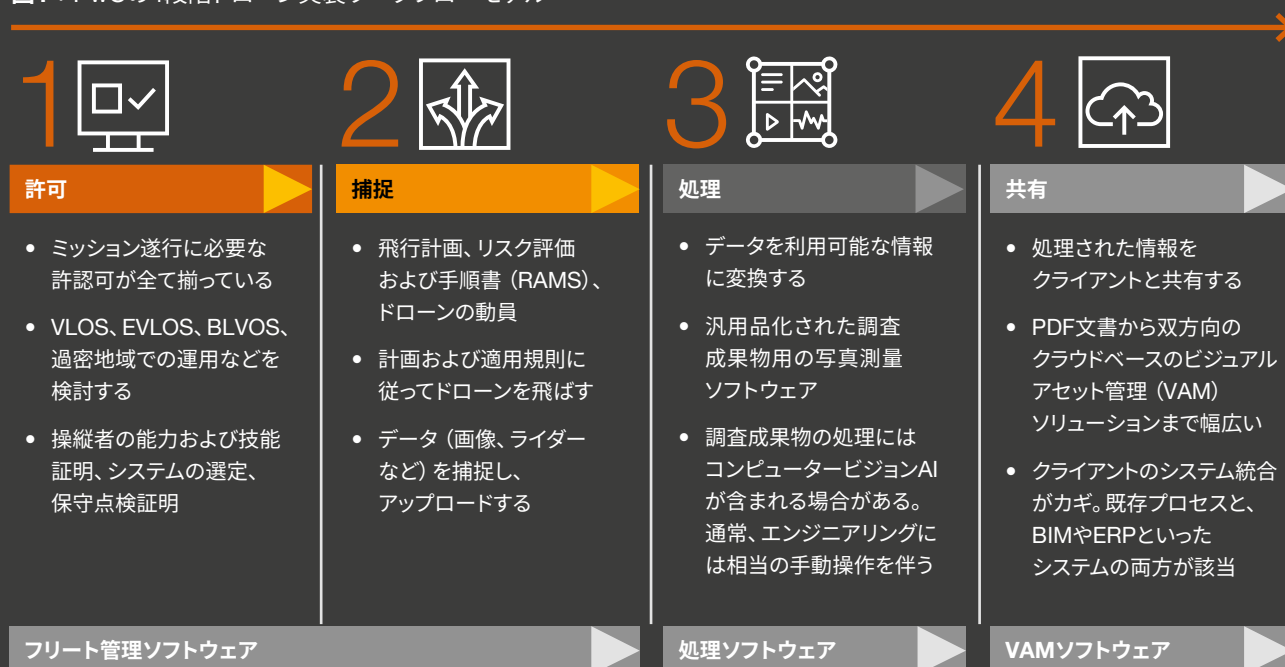 1
許可
• ミッション遂行に必要な
許認可が全て揃っている
• VLOS、EVLOS、BLVOS、
過密地域での運用などを
検討する
• 操縦者の能力および技能
証明、システムの選定、
保守点検証明
2
捕捉
• 飛行計画、リスク評価
および手順書（RAMS）、
ドローンの動員
• 計画および適用規則に
従ってドローンを飛ばす
• データ（画像、ライダー
など）を捕捉し、
アップロードする
3
処理
• データを利用可能な情報
に変換する
• 汎用品化された調査
成果物用の写真測量
ソフトウェア
• 調査成果物の処理には
コンピュータービジョンAI
が含まれる場合がある。
通常、エンジニアリングに
は相当の手動操作を伴う
4
共有
• 処理された情報を
クライアントと共有する
• PDF文書から双方向の
クラウドベースのビジュアル
アセット管理（VAM）
ソリューションまで幅広い
• クライアントのシステム統合
がカギ。既存プロセスと、
BIMやERPといった
システムの両方が該当
フリート管理ソフトウェア
処理ソフトウェア
VAMソフトウェア